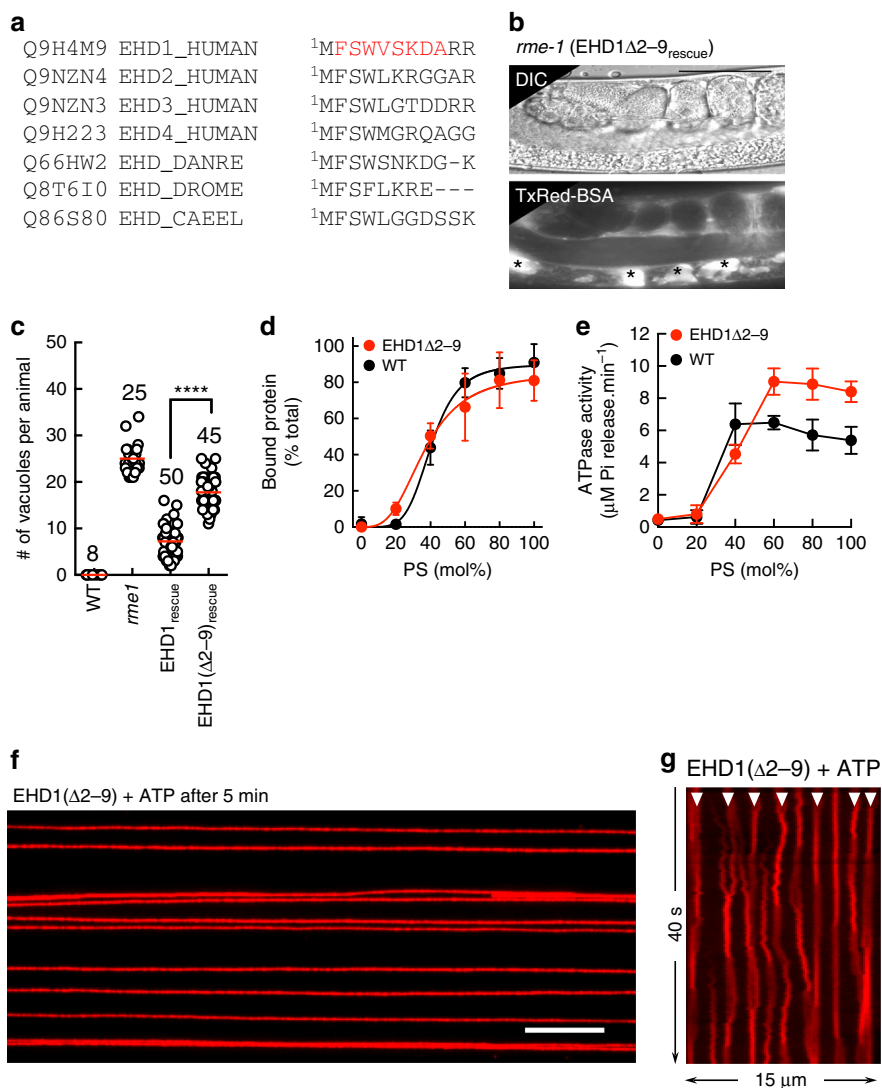 a
Q9H4M9 EHD1_HUMAN ¹MFSWVSKDARR
Q9NZN4 EHD2_HUMAN ¹MFSWLKRGGAR
Q9NZN3 EHD3_HUMAN ¹MFSWLGTDDRR
Q9H223 EHD4_HUMAN ¹MFSWMGRQAGG
Q66HW2 EHD_DANRE ¹MFSWSNKDG-K
Q8T6I0 EHD_DROME ¹MFSFLKRE---
Q86S80 EHD_CAEEL ¹MFSWLGGDSSK
b
rme-1 (EHD1Δ2–9rescue)
DIC
TxRed-BSA
* * * *
c
# of vacuoles per animal
50
40
30
20
10
0
25
50
****
45
WT
rme1
EHD1rescue
EHD1(Δ2–9)rescue
d
EHD1Δ2–9
WT
Bound protein
(% total)
100
80
60
40
20
0
0 20 40 60 80 100
PS (mol%)
e
EHD1Δ2–9
WT
ATPase activity
(μM Pi release.min⁻¹)
12
10
8
6
4
2
0
0 20 40 60 80 100
PS (mol%)
f
EHD1(Δ2–9) + ATP after 5 min
g
EHD1(Δ2–9) + ATP
40 s
15 μm